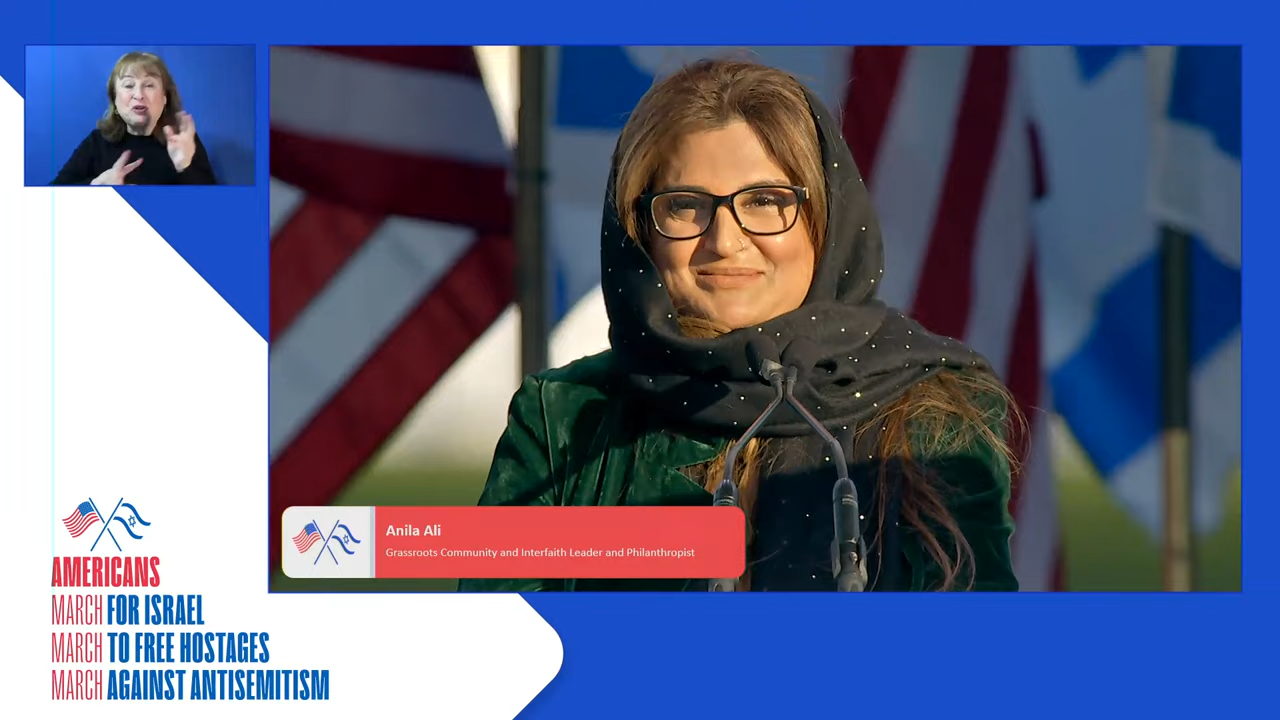 Anila Ali
Grassroots Community and Interfaith Leader and Philanthropist
AMERICANS
MARCH FOR ISRAEL
MARCH TO FREE HOSTAGES
MARCH AGAINST ANTISEMITISM